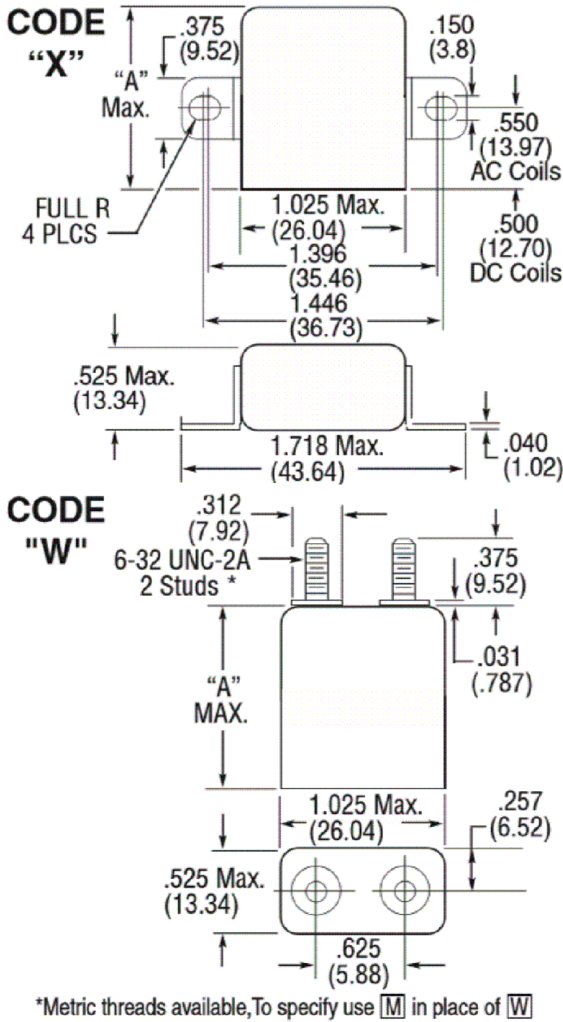 CODE
“X”
.375
(9.52)
.150
(3.8)
“A”
Max.
.550
(13.97)
AC Coils
FULL R
4 PLCS
1.025 Max.
(26.04)
.500
(12.70)
DC Coils
1.396
(35.46)
1.446
(36.73)
.525 Max.
(13.34)
1.718 Max.
(43.64)
.040
(1.02)
CODE
"W"
.312
(7.92)
6-32 UNC-2A
2 Studs *
.375
(9.52)
.031
(.787)
“A”
MAX.
1.025 Max.
(26.04)
.257
(6.52)
.525 Max.
(13.34)
.625
(5.88)
*Metric threads available,To specify use M in place of W